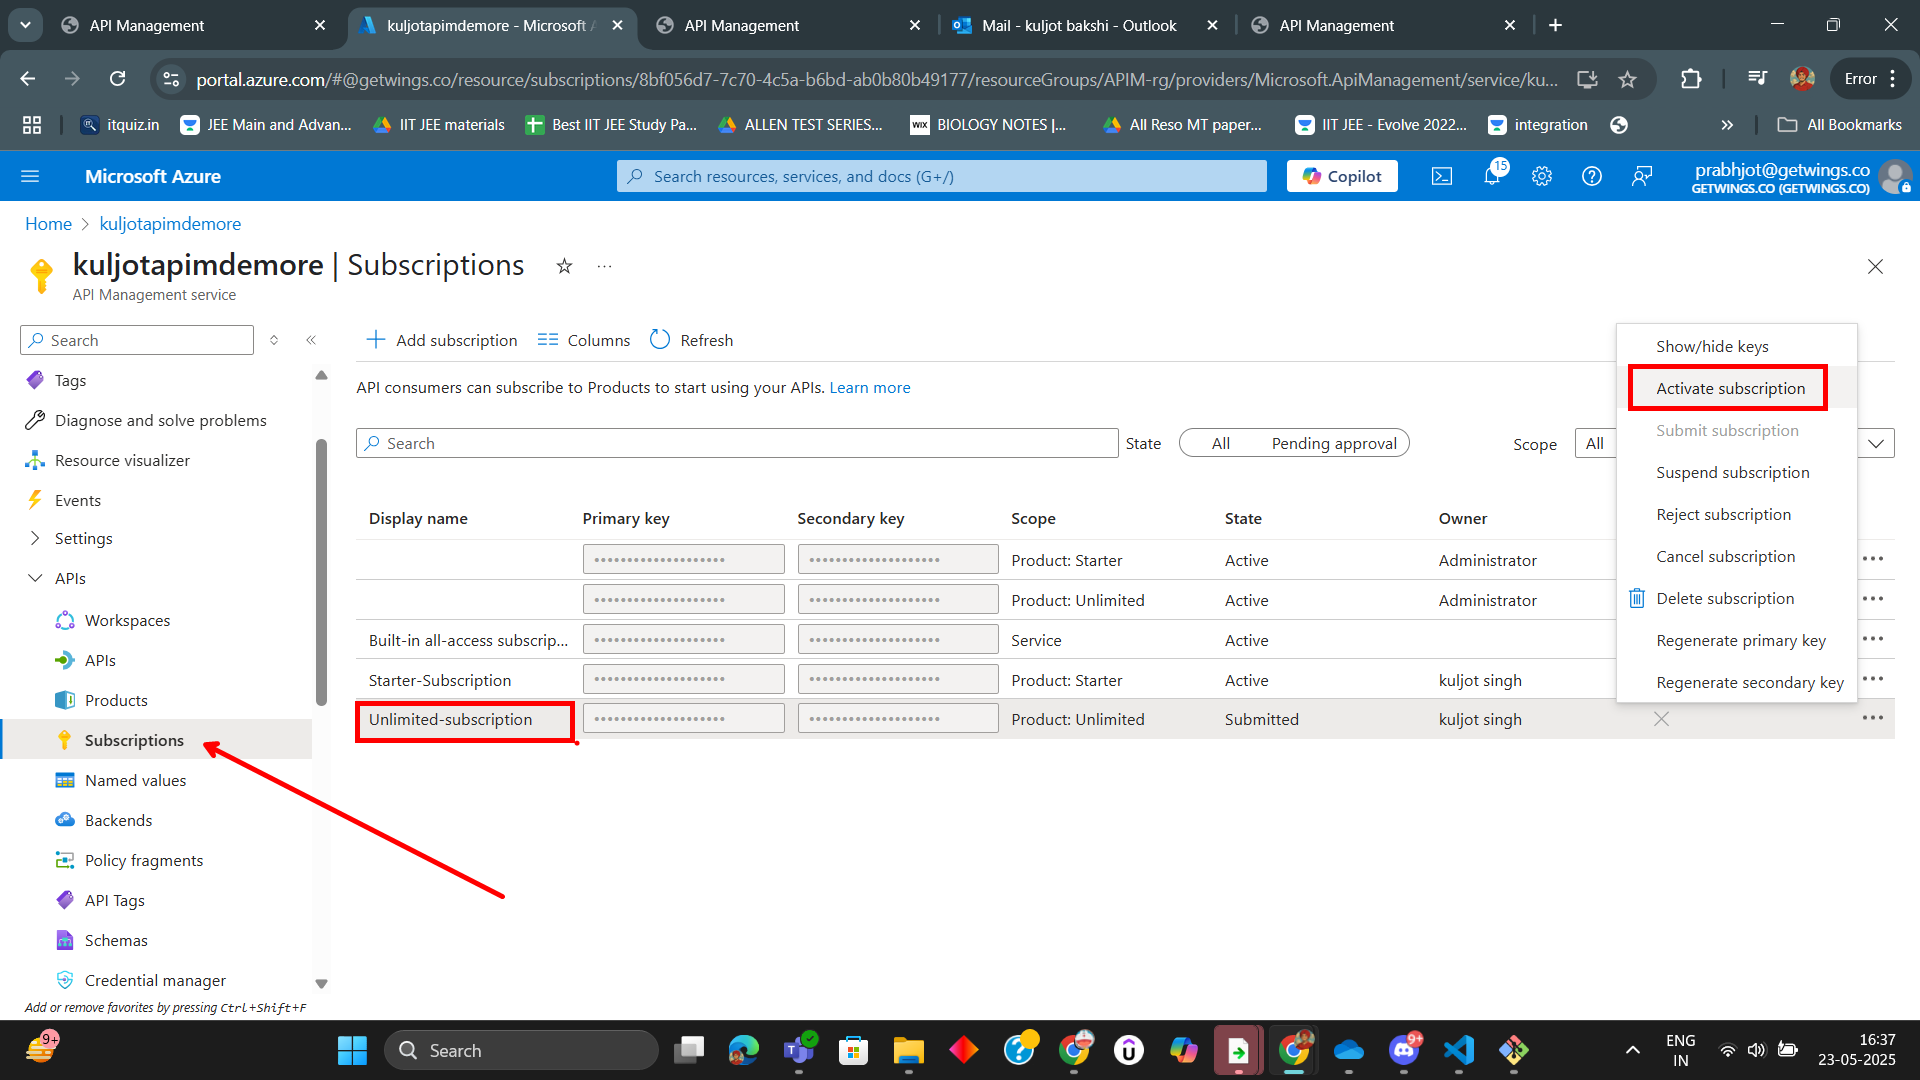 API Management
kuljotapimdemore - Microsoft A
API Management
Mail - kuljot bakshi - Outlook
API Management
portal.azure.com/#@getwings.co/resource/subscriptions/8bf056d7-7c70-4c5a-b6bd-ab0b80b49177/resourceGroups/APIM-rg/providers/Microsoft.ApiManagement/service/ku...
Error
itquiz.in
JEE Main and Advan...
IIT JEE materials
Best IIT JEE Study Pa...
ALLEN TEST SERIES...
WIX
BIOLOGY NOTES |...
All Reso MT paper...
IIT JEE - Evolve 2022...
integration
All Bookmarks
Microsoft Azure
Search resources, services, and docs (G+/)
Copilot
15
prabhjot@getwings.co
GETWINGS.CO (GETWINGS.CO)
Home > kuljotapimdemore
kuljotapimdemore | Subscriptions
API Management service
Search
Tags
Diagnose and solve problems
Resource visualizer
Events
Settings
APIs
Workspaces
APIs
Products
Subscriptions
Named values
Backends
Policy fragments
API Tags
Schemas
Credential manager
Add or remove favorites by pressing Ctrl+Shift+F
Add subscription
Columns
Refresh
API consumers can subscribe to Products to start using your APIs. Learn more
Search
State
All
Pending approval
Scope
All
Display name Primary key Secondary key Scope State Owner
Product: Starter Active Administrator
Product: Unlimited Active Administrator
Built-in all-access subscrip... Service Active
Starter-Subscription Product: Starter Active kuljot singh
Unlimited-subscription Product: Unlimited Submitted kuljot singh
Show/hide keys
Activate subscription
Submit subscription
Suspend subscription
Reject subscription
Cancel subscription
Delete subscription
Regenerate primary key
Regenerate secondary key
9+
Search
9+
ENG
IN
16:37
23-05-2025